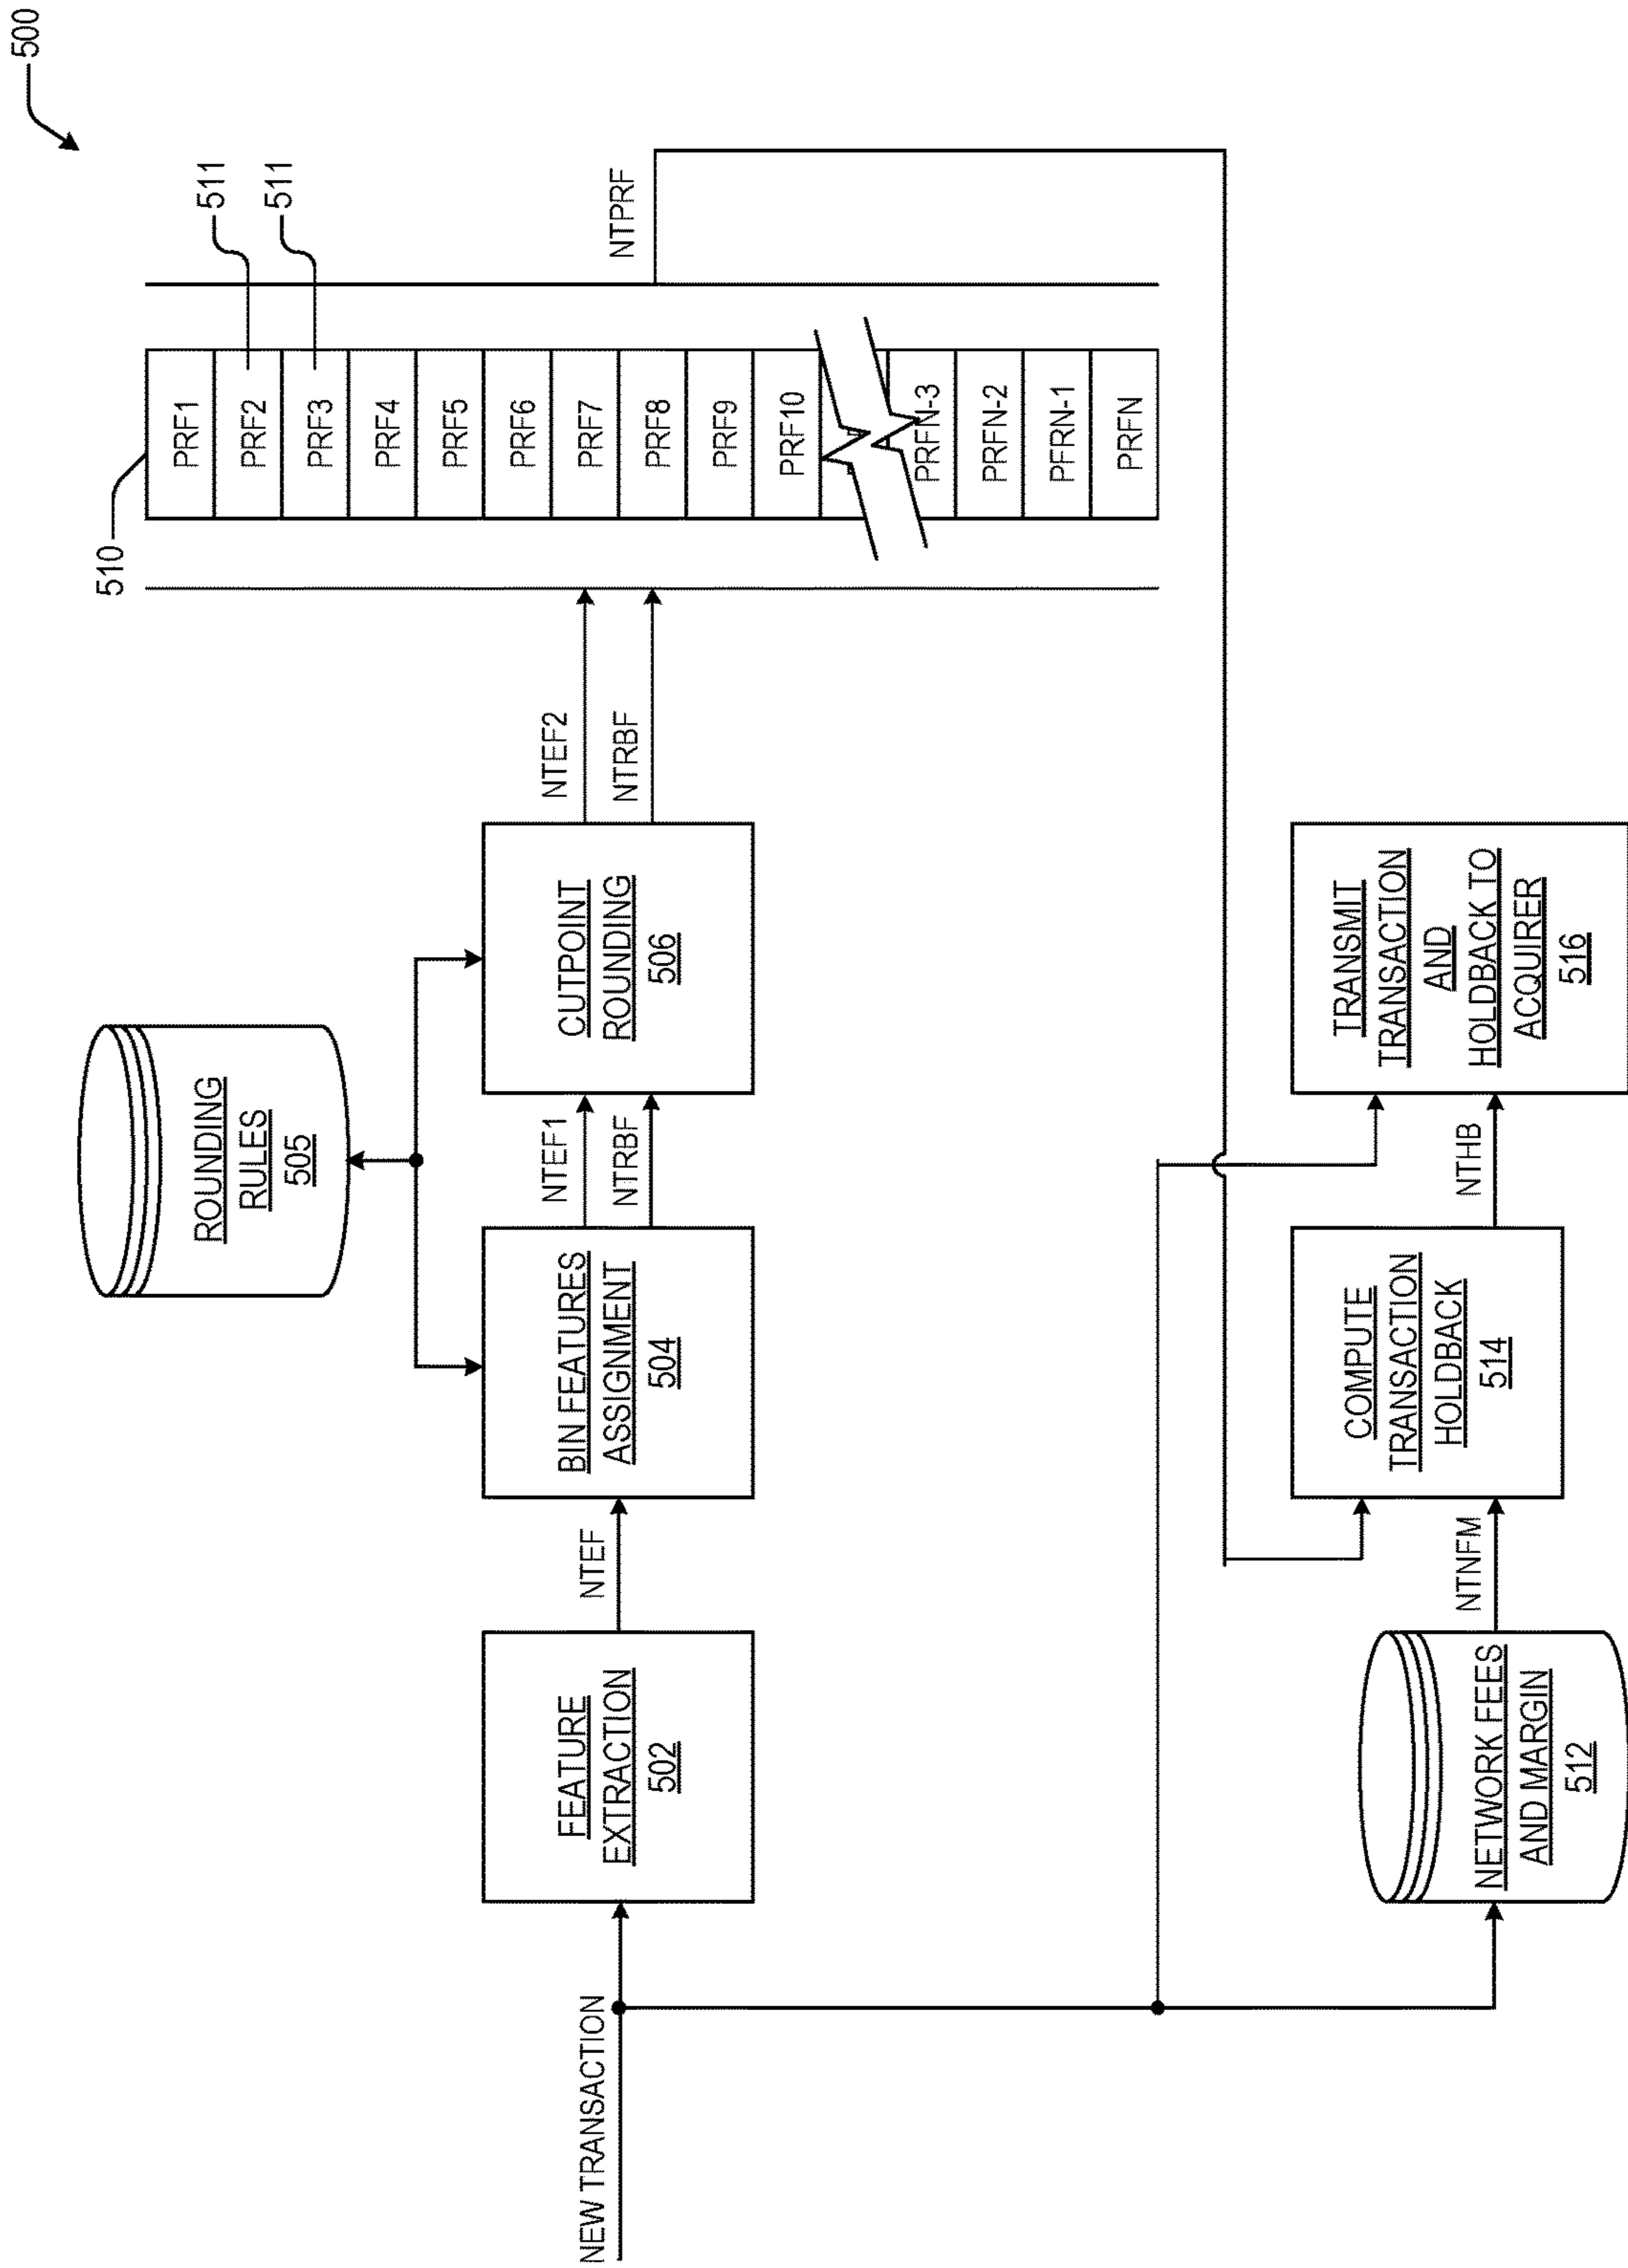 500
510
511
511
PRF1
PRF2
PRF3
PRF4
PRF5
PRF6
PRF7
PRF8
PRF9
PRF10
PRFN-3
PRFN-2
PFRN-1
PRFN
ROUNDING
RULES
505
NEW TRANSACTION
FEATURE
EXTRACTION
502
NTEF
BIN FEATURES
ASSIGNMENT
504
NTEF1
NTRBF
CUTPOINT
ROUNDING
506
NTEF2
NTRBF
NTPRF
NETWORK FEES
AND MARGIN
512
NTNFM
COMPUTE
TRANSACTION
HOLDBACK
514
NTHB
TRANSMIT
TRANSACTION
AND
HOLDBACK TO
ACQUIRER
516